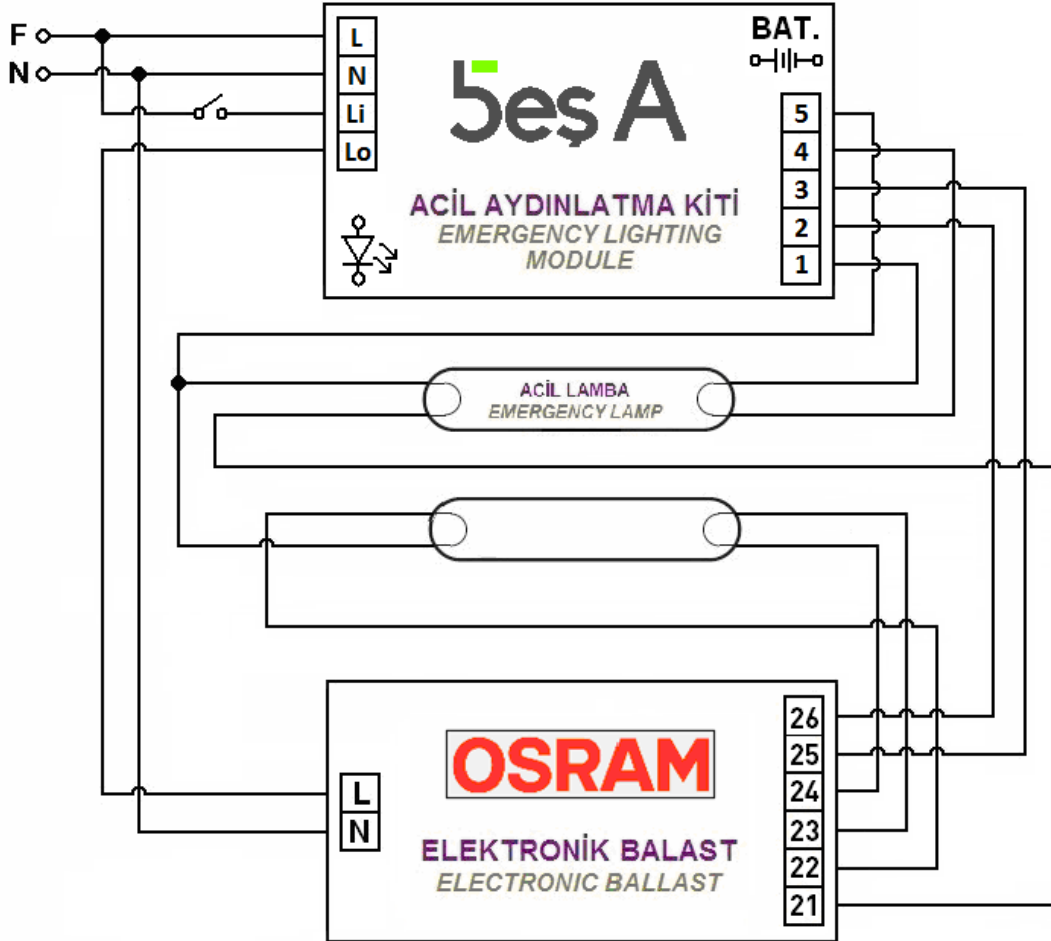 F
N
L
N
Li
Lo
BAT.
5
4
3
2
1
5eş A
ACİL AYDINLATMA KİTİ
EMERGENCY LIGHTING
MODULE
ACİL LAMBA
EMERGENCY LAMP
L
N
OSRAM
ELEKTRONİK BALAST
ELECTRONIC BALLAST
26
25
24
23
22
21